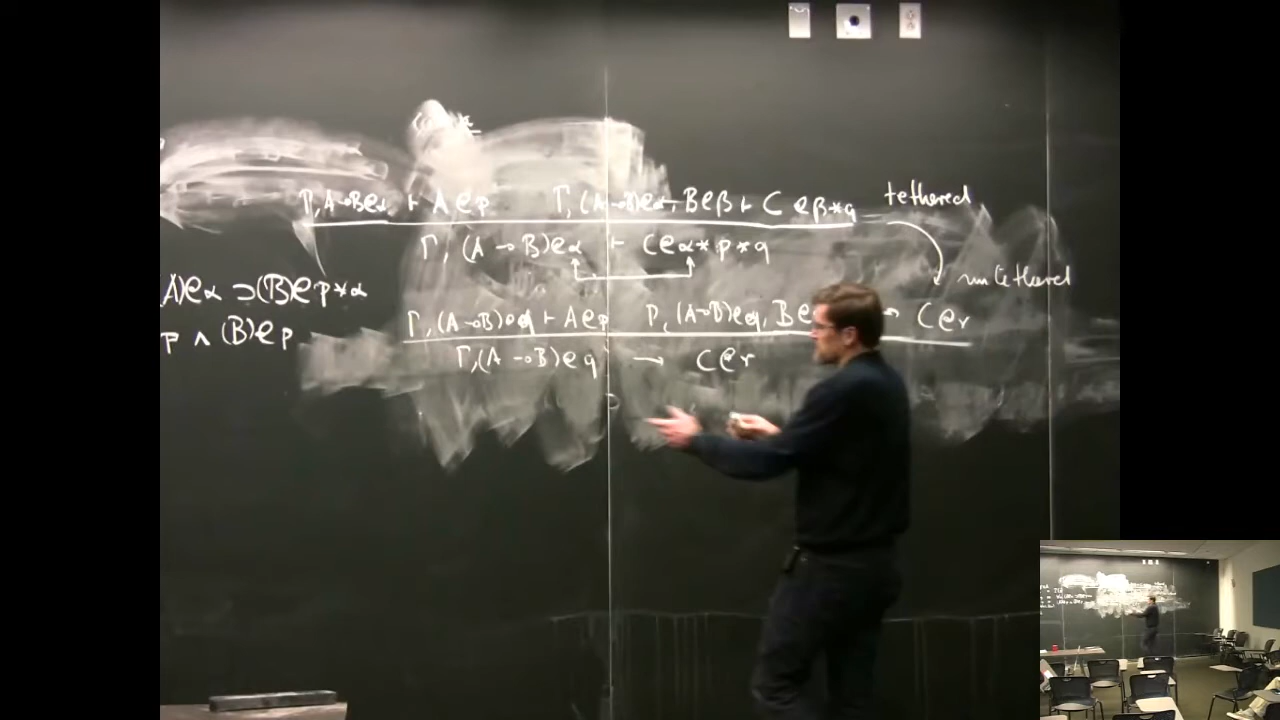 Γ, A ⊸ B@α ⊢ A@p    Γ, (A ⊸ B)@α, B@β ⊢ C@β*q    tethered
Γ, (A ⊸ B)@α ⊢ C@α*p*q
untethered
A)@α ⊃ (B)@p*α
p ∧ (B)@p
Γ, (A ⊸ B)@q ⊢ A@p    Γ, (A ⊸ B)@q, B@ → C@r
Γ, (A ⊸ B)@q → C@r